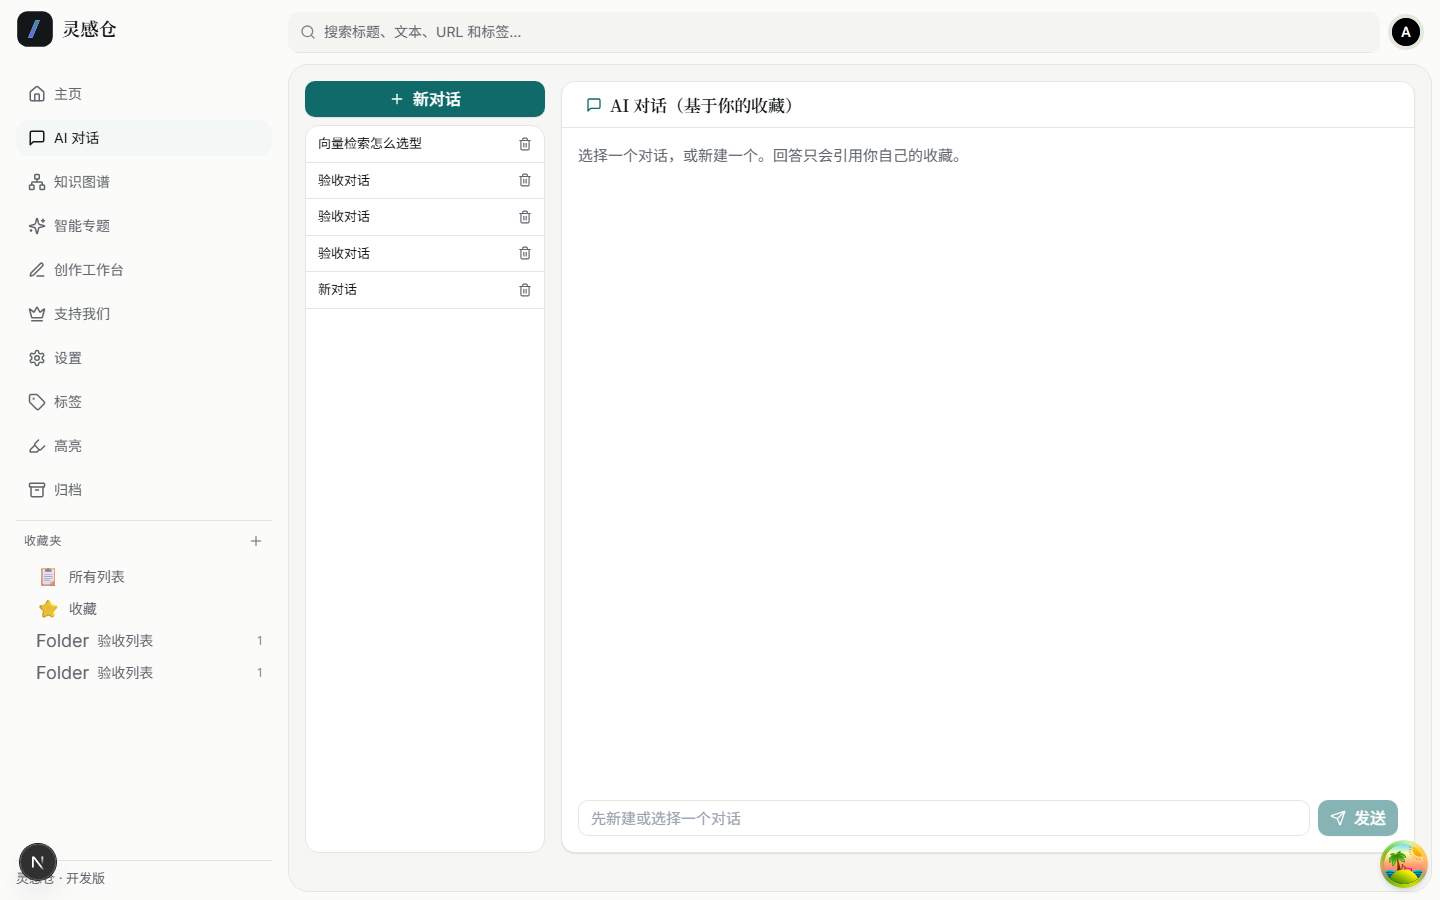 灵感仓
搜索标题、文本、URL 和标签...
A
主页
AI 对话
知识图谱
智能专题
创作工作台
支持我们
设置
标签
高亮
归档
收藏夹
所有列表
收藏
Folder 验收列表 1
Folder 验收列表 1
N
灵感仓 · 开发版
新对话
向量检索怎么选型
验收对话
验收对话
验收对话
新对话
AI 对话（基于你的收藏）
选择一个对话，或新建一个。回答只会引用你自己的收藏。
先新建或选择一个对话
发送